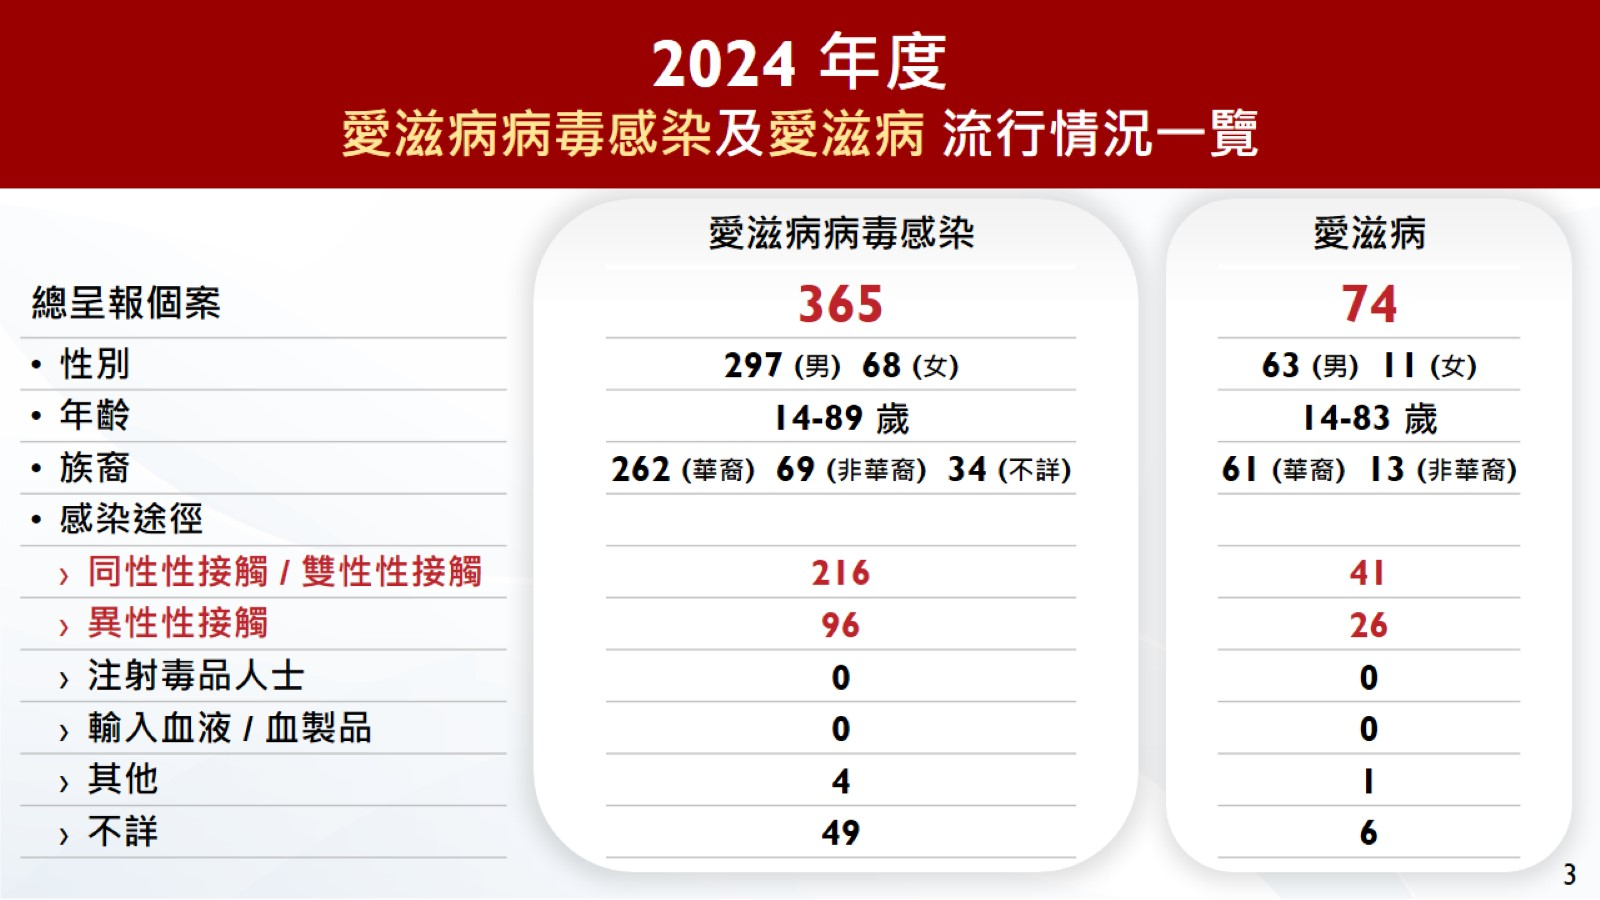 2024 年度
愛滋病病毒感染及愛滋病 流行情況一覽
愛滋病病毒感染 愛滋病
總呈報個案 365 74
• 性別 297 (男) 68 (女) 63 (男) 11 (女)
• 年齡 14-89 歲 14-83 歲
• 族裔 262 (華裔) 69 (非華裔) 34 (不詳) 61 (華裔) 13 (非華裔)
• 感染途徑
› 同性性接觸 / 雙性性接觸 216 41
› 異性性接觸 96 26
› 注射毒品人士 0 0
› 輸入血液 / 血製品 0 0
› 其他 4 1
› 不詳 49 6
3